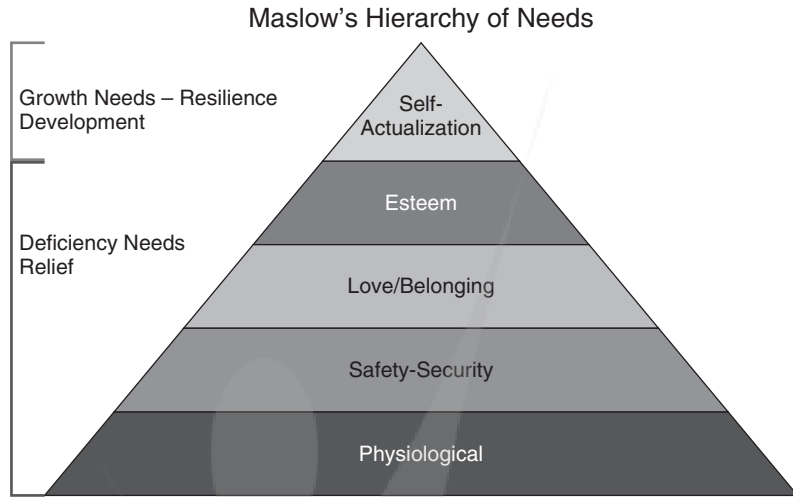 Maslow’s Hierarchy of Needs
Growth Needs – Resilience
Development
Self-
Actualization
Esteem
Deficiency Needs
Relief
Love/Belonging
Safety-Security
Physiological